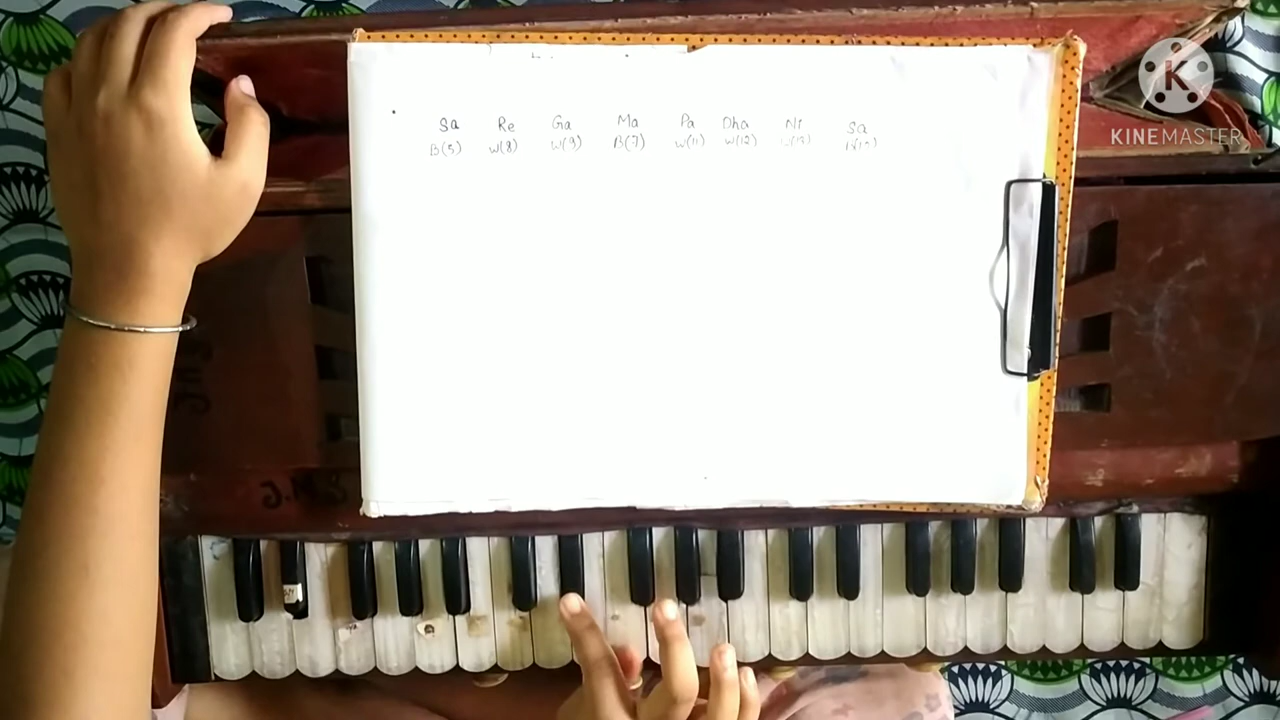 Sa Re Ga Ma Pa Dha Ni Sa
B(5) W(8) W(9) B(7) W(11) W(12)
K
KINEMASTER
J.M.S